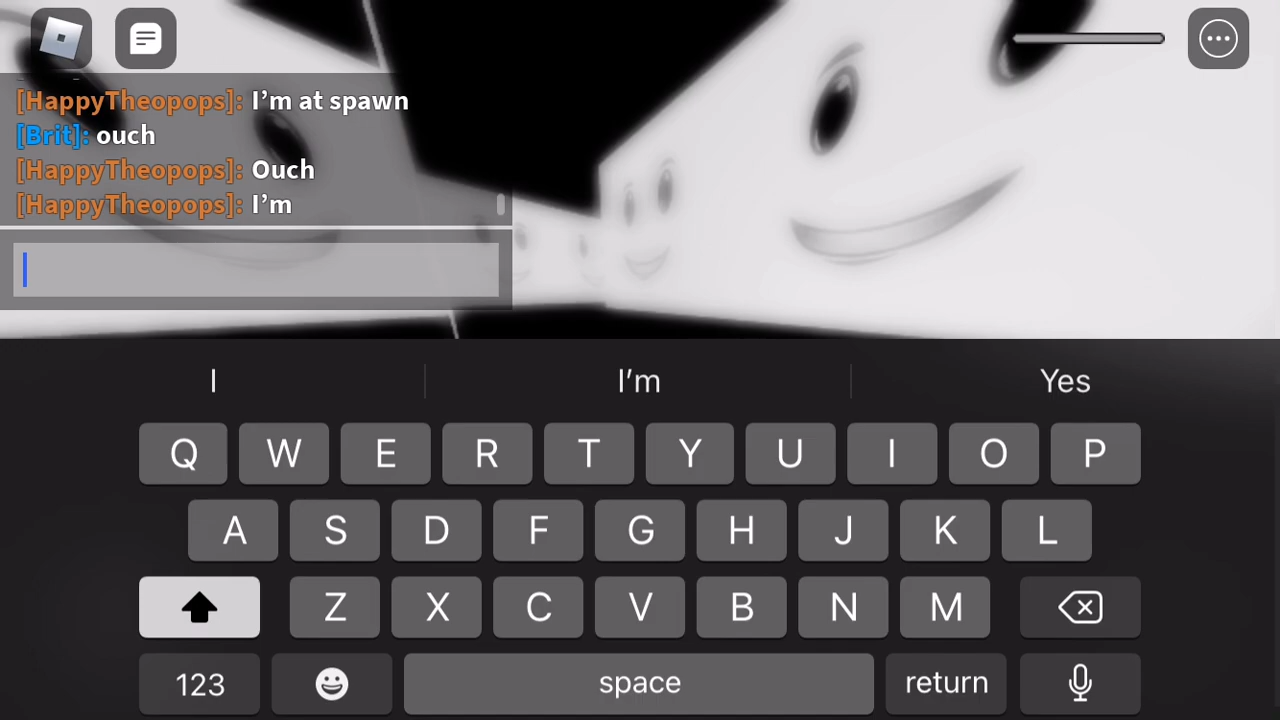 [HappyTheopops]: I’m at spawn
[Brit]: ouch
[HappyTheopops]: Ouch
[HappyTheopops]: I’m
I I’m Yes
Q W E R T Y U I O P
A S D F G H J K L
Z X C V B N M
123 space return